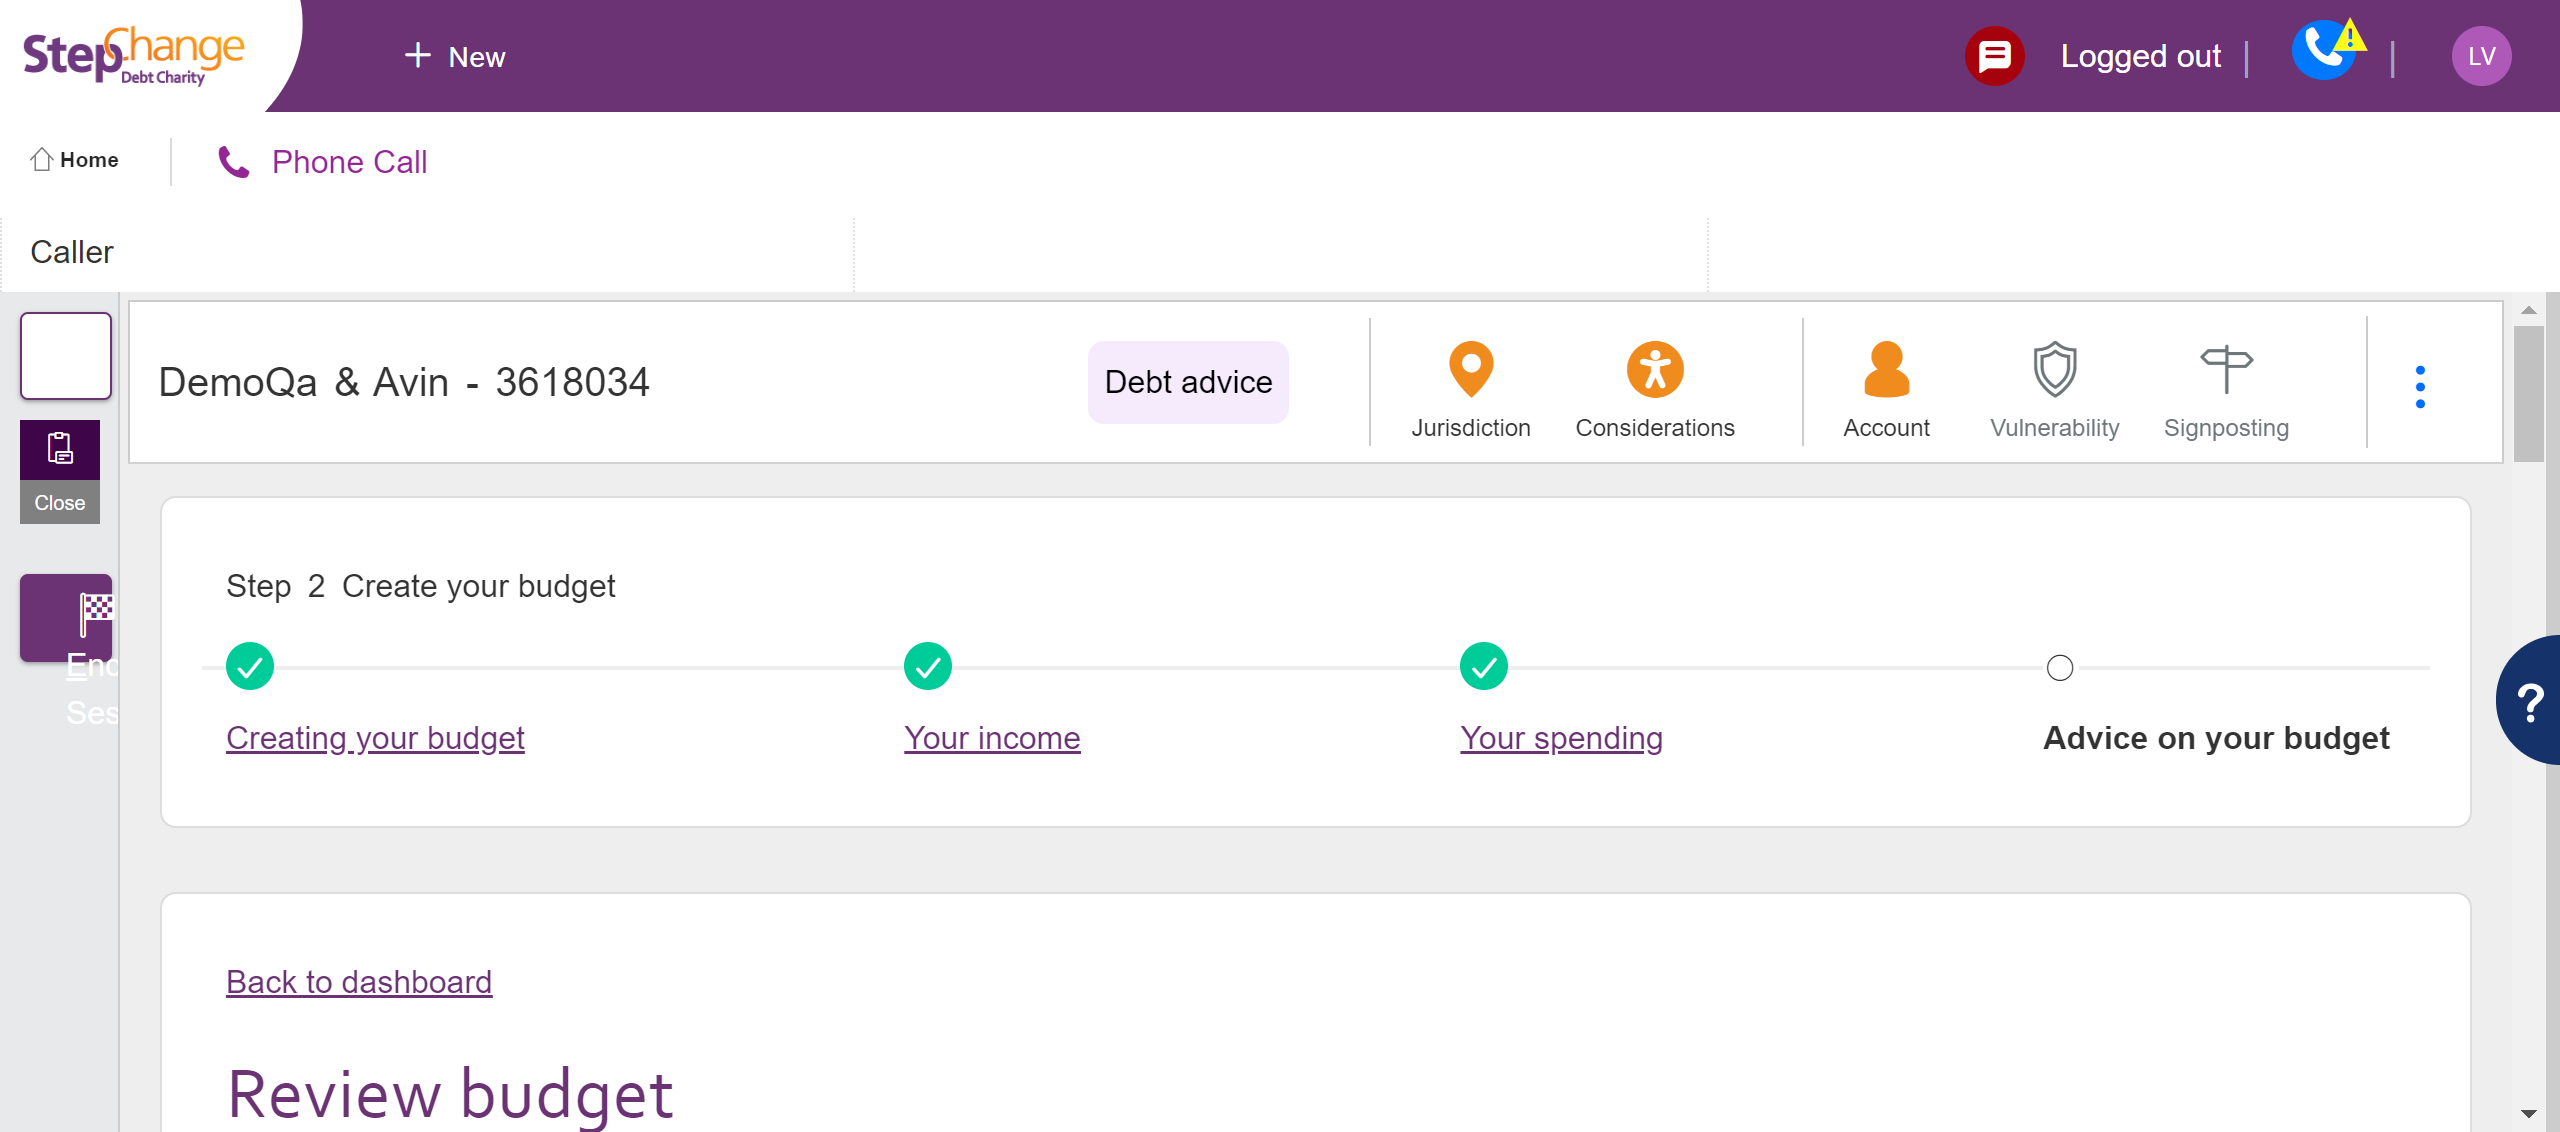 StepChange
Debt Charity
+ New
Logged out
LV
Home
Phone Call
Caller
DemoQa & Avin - 3618034
Debt advice
Jurisdiction
Considerations
Account
Vulnerability
Signposting
Close
Step 2 Create your budget
End
Ses
Creating your budget
Your income
Your spending
Advice on your budget
?
Back to dashboard
Review budget